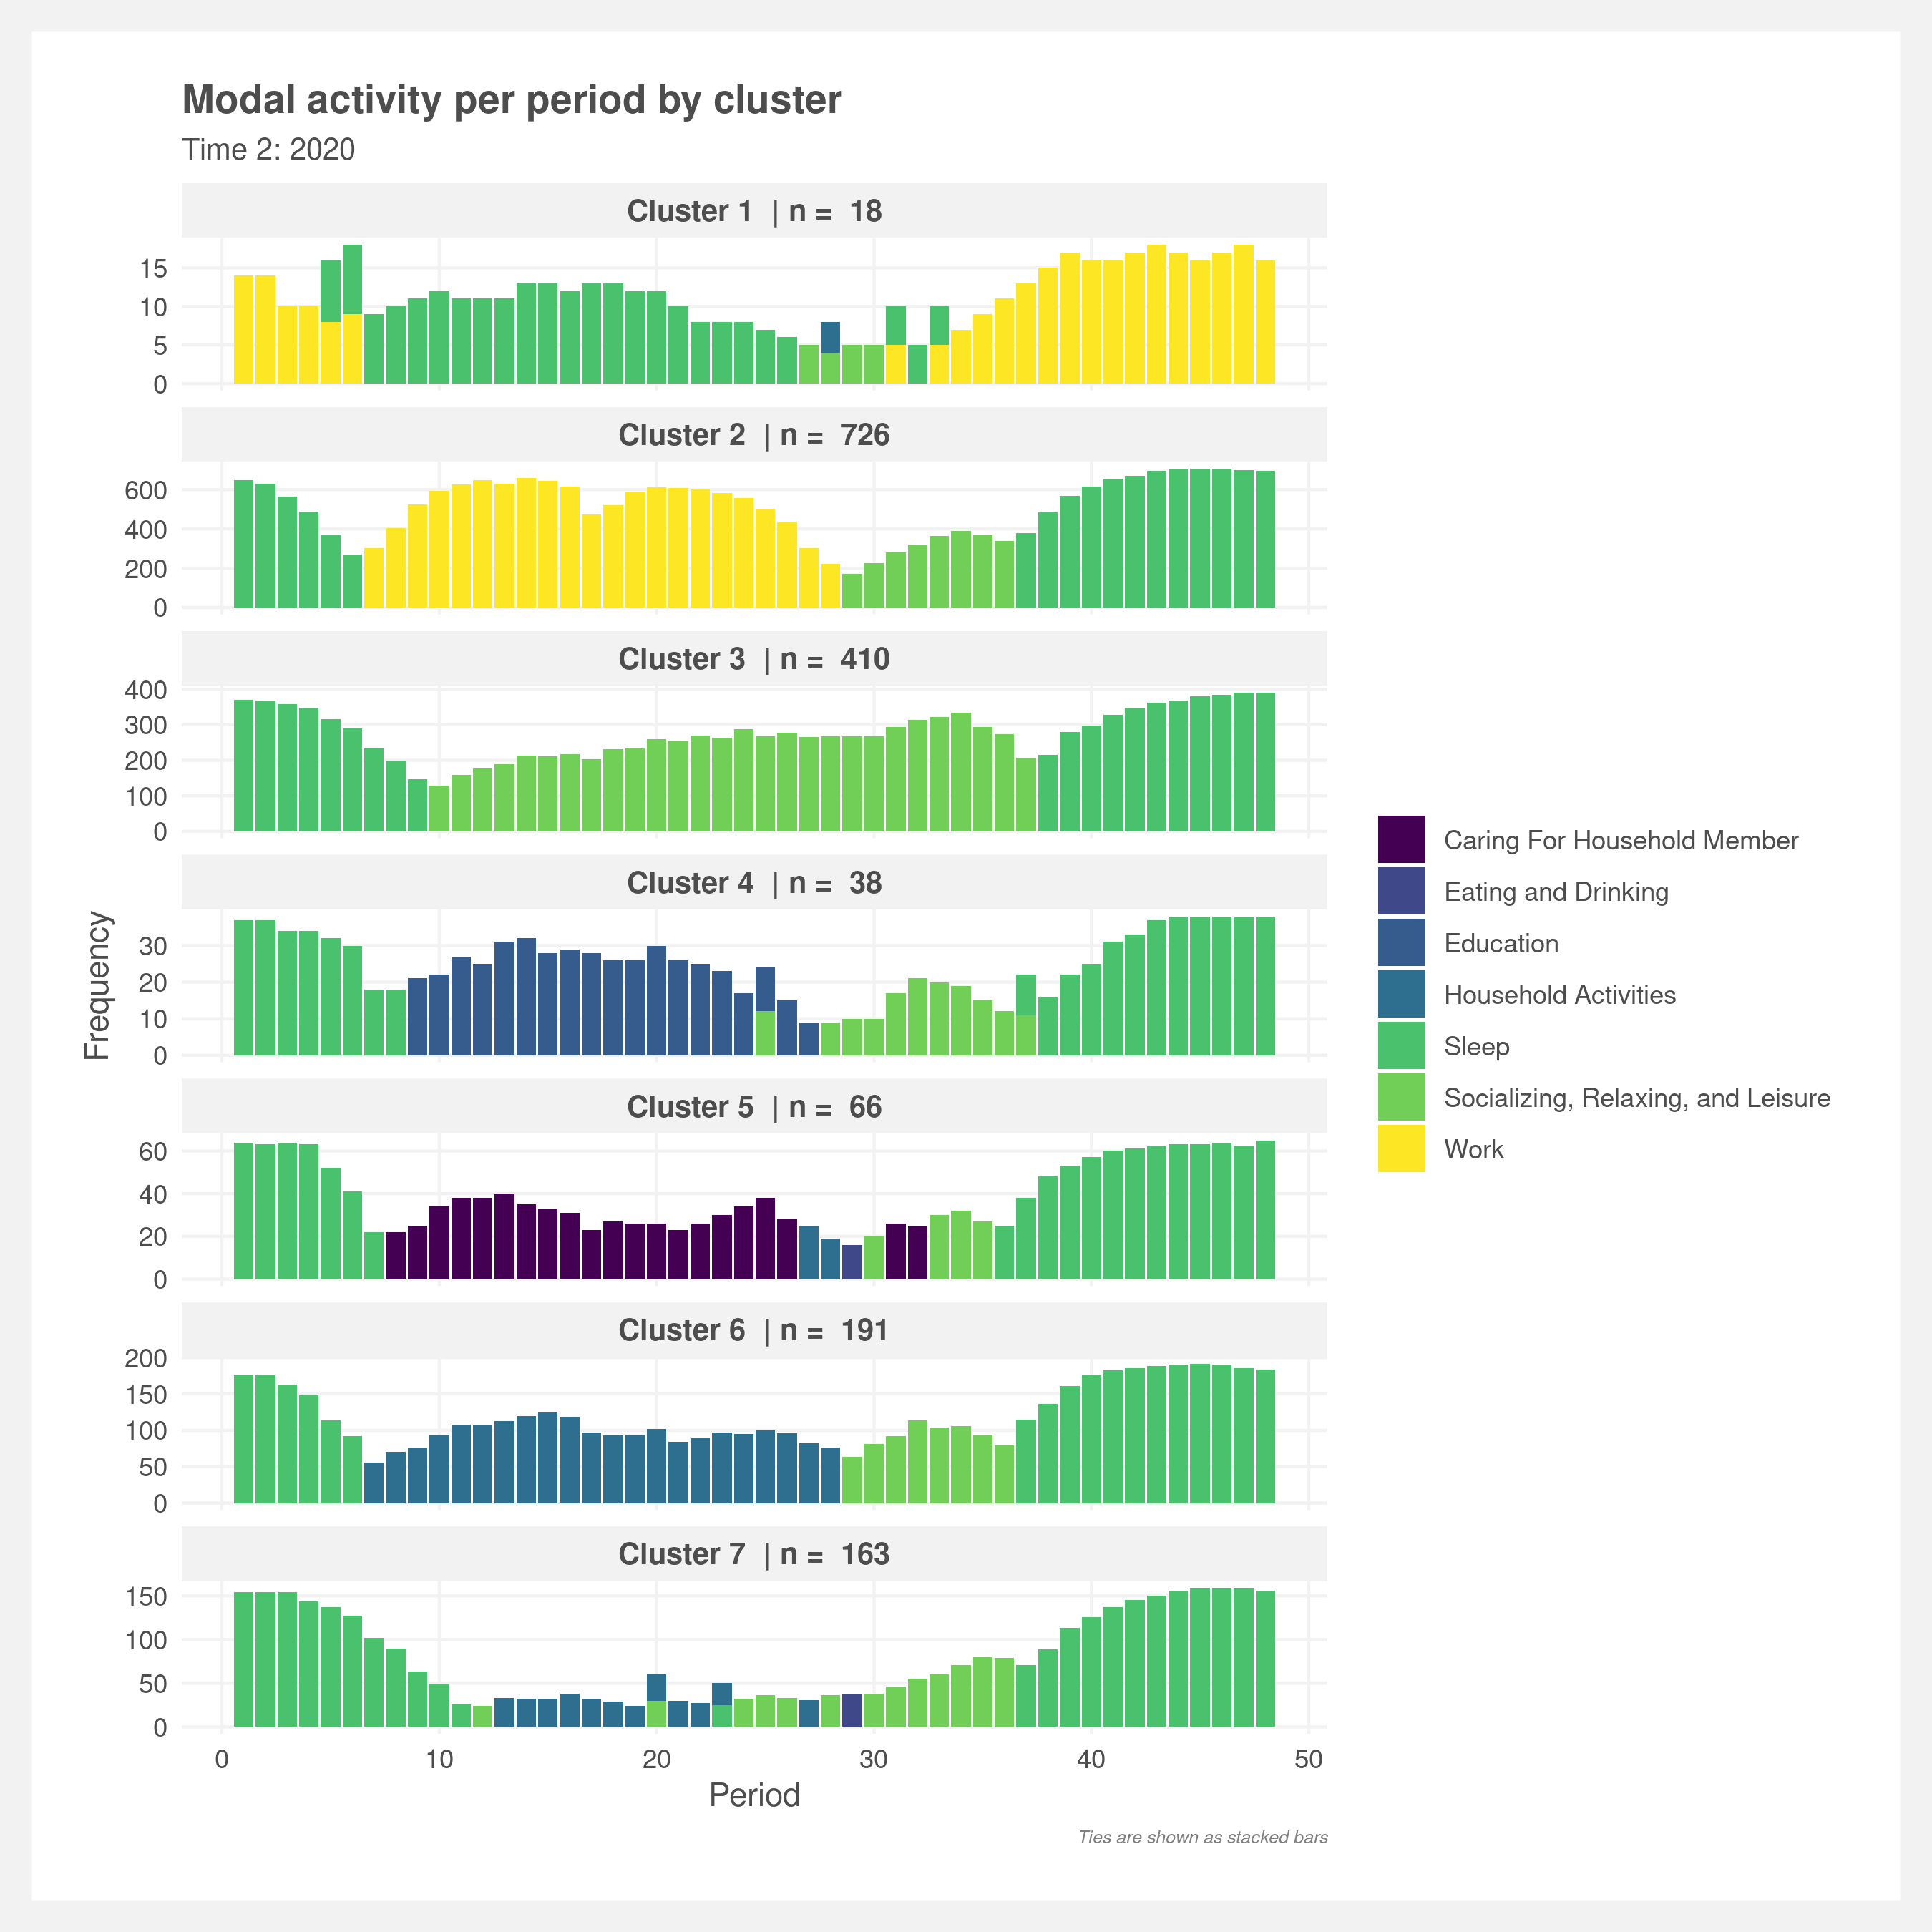 Modal activity per period by cluster
Time 2: 2020
Cluster 1 | n = 18
15
10
5
0
Cluster 2 | n = 726
600
400
200
0
Cluster 3 | n = 410
400
300
200
100
0
Cluster 4 | n = 38
30
20
10
0
Cluster 5 | n = 66
60
40
20
0
Cluster 6 | n = 191
200
150
100
50
0
Cluster 7 | n = 163
150
100
50
0
0 10 20 30 40 50
Period
Frequency
Caring For Household Member
Eating and Drinking
Education
Household Activities
Sleep
Socializing, Relaxing, and Leisure
Work
Ties are shown as stacked bars